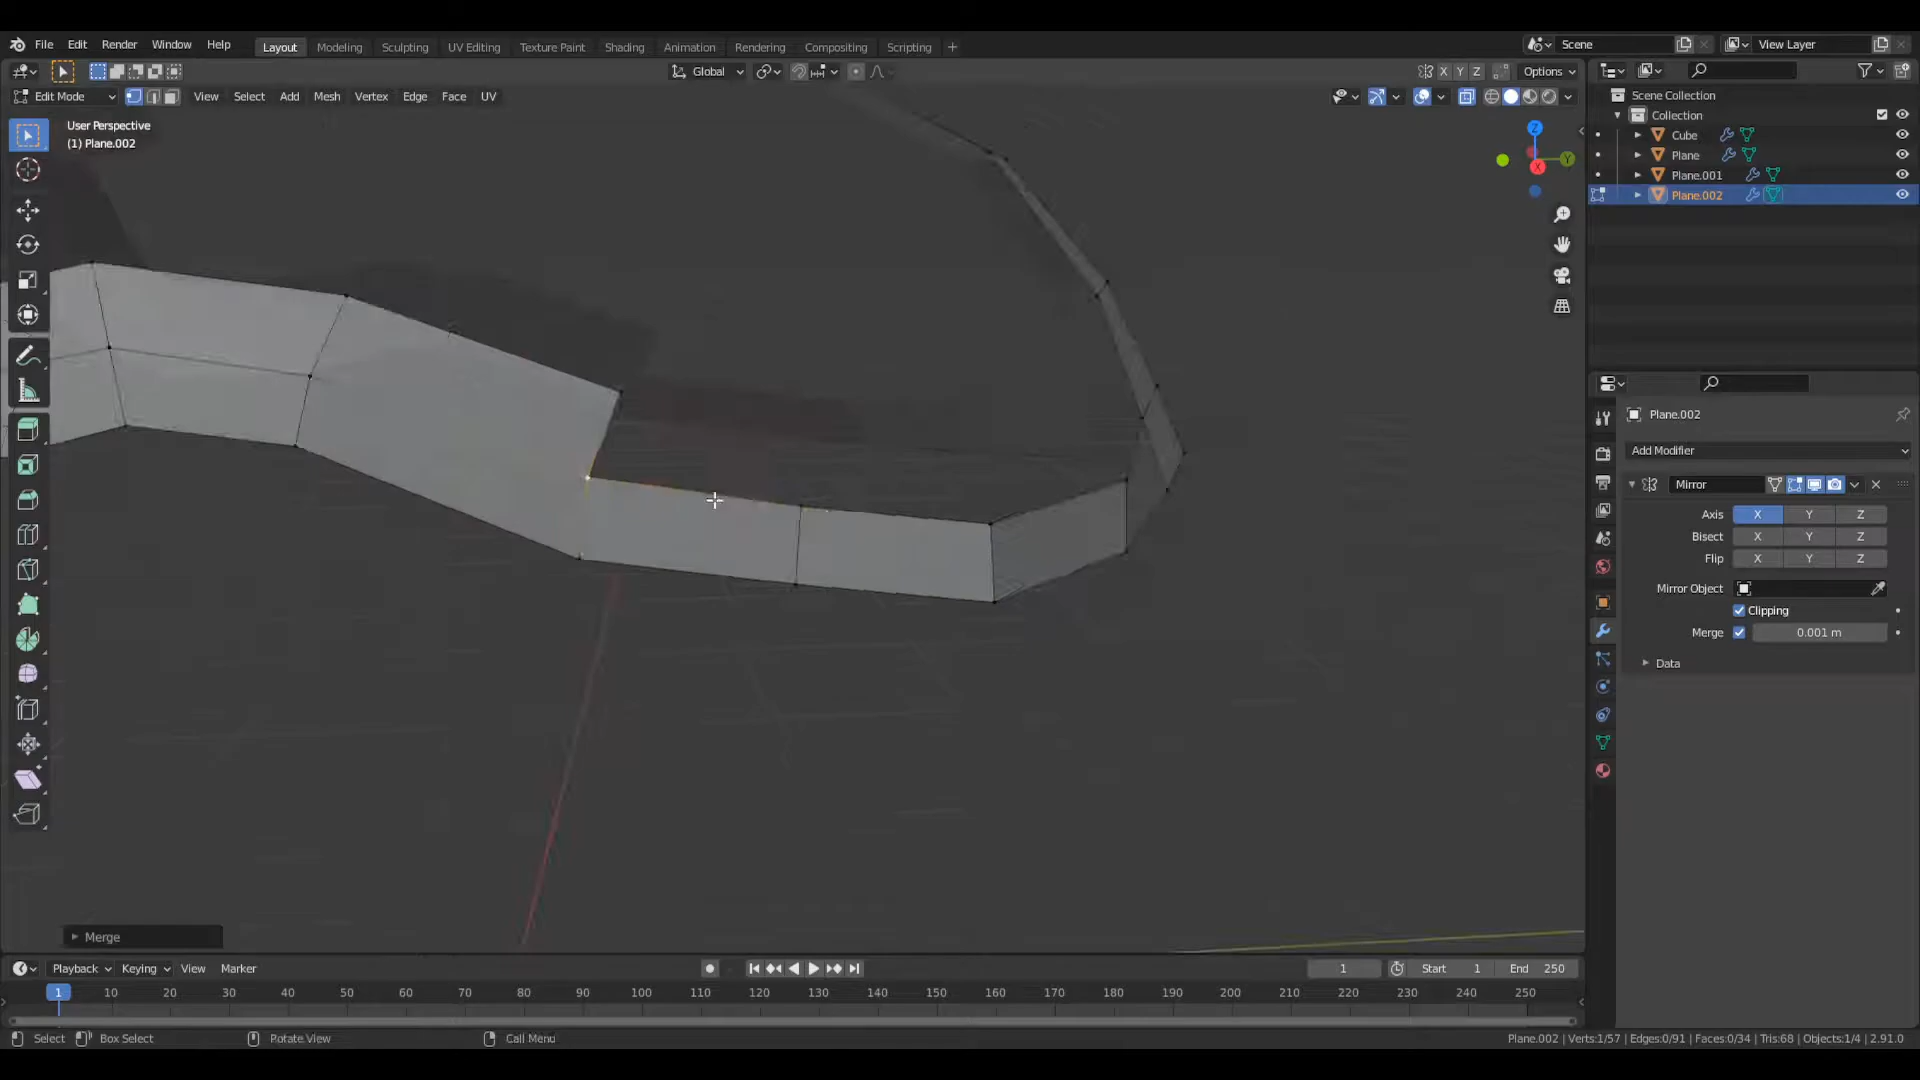 File Edit Render Window Help Layout Modeling Sculpting UV Editing Texture Paint Shading Animation Rendering Compositing Scripting + Scene View Layer
Global X Y Z Options
Edit Mode View Select Add Mesh Vertex Edge Face UV
Scene Collection
Collection
Cube
Plane
Plane.001
Plane.002
User Perspective
(1) Plane.002
Z
Y
X
Plane.002
Add Modifier
Mirror
Axis X Y Z
Bisect X Y Z
Flip X Y Z
Mirror Object
Clipping
Merge 0.001 m
Data
Merge
Playback Keying View Marker 1 Start 1 End 250
1 10 20 30 40 50 60 70 80 90 100 110 120 130 140 150 160 170 180 190 200 210 220 230 240 250
Select Box Select Rotate View Call Menu Plane.002 | Verts:1/57 | Edges:0/91 | Faces:0/34 | Tris:68 | Objects:1/4 | 2.91.0